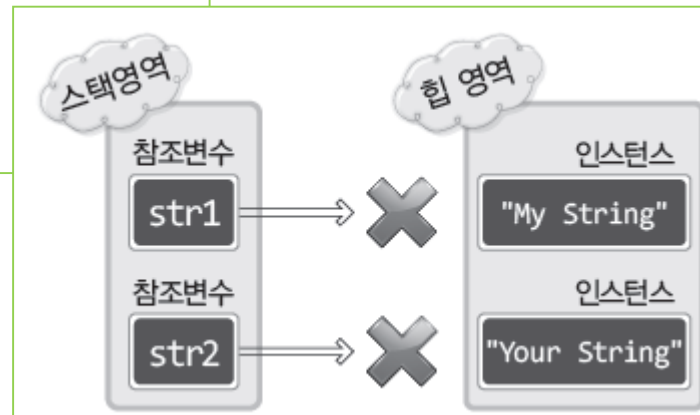 스택영역
힙 영역
참조변수
인스턴스
str1
"My String"
참조변수
인스턴스
str2
"Your String"